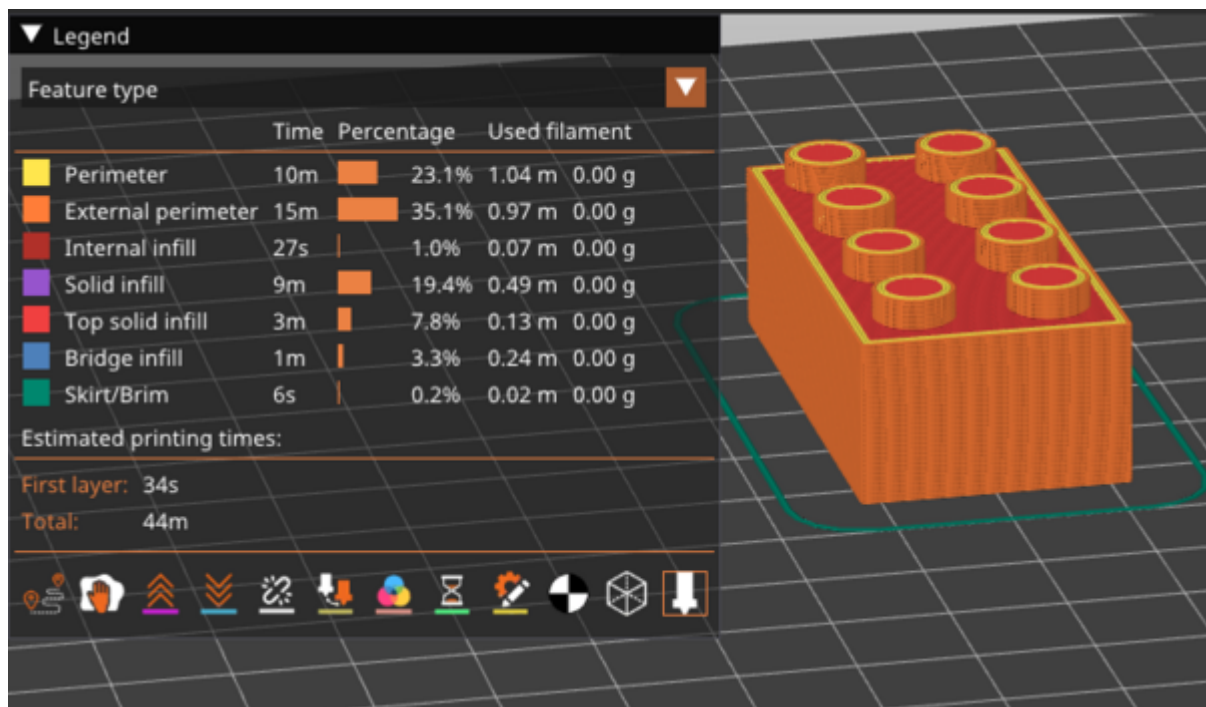 Legend
Feature type
Time Percentage Used filament
Perimeter 10m 23.1% 1.04 m 0.00 g
External perimeter 15m 35.1% 0.97 m 0.00 g
Internal infill 27s 1.0% 0.07 m 0.00 g
Solid infill 9m 19.4% 0.49 m 0.00 g
Top solid infill 3m 7.8% 0.13 m 0.00 g
Bridge infill 1m 3.3% 0.24 m 0.00 g
Skirt/Brim 6s 0.2% 0.02 m 0.00 g
Estimated printing times:
First layer: 34s
Total: 44m